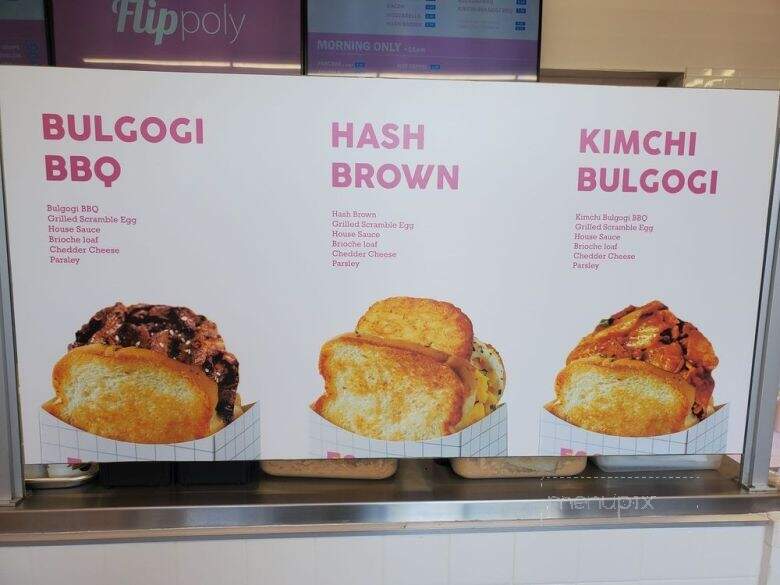 Flippoly
MORNING ONLY
BULGOGI
BBQ
Bulgogi BBQ
Grilled Scramble Egg
House Sauce
Brioche loaf
Chedder Cheese
Parsley
HASH
BROWN
Hash Brown
Grilled Scramble Egg
House Sauce
Brioche loaf
Chedder Cheese
Parsley
KIMCHI
BULGOGI
Kimchi Bulgogi BBQ
Grilled Scramble Egg
House Sauce
Brioche loaf
Chedder Cheese
Parsley
menupix